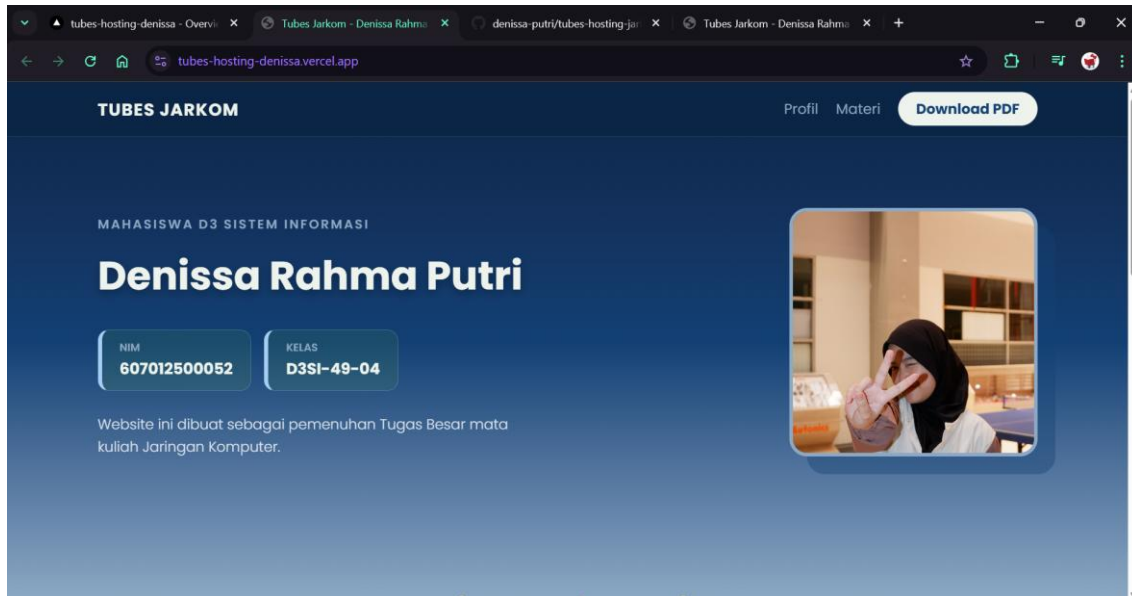 tubes-hosting-denissa - Overvi
Tubes Jarkom - Denissa Rahma
denissa-putri/tubes-hosting-jar
Tubes Jarkom - Denissa Rahma
tubes-hosting-denissa.vercel.app
TUBES JARKOM
Profil
Materi
Download PDF
MAHASISWA D3 SISTEM INFORMASI
Denissa Rahma Putri
NIM
607012500052
KELAS
D3SI-49-04
Website ini dibuat sebagai pemenuhan Tugas Besar mata
kuliah Jaringan Komputer.